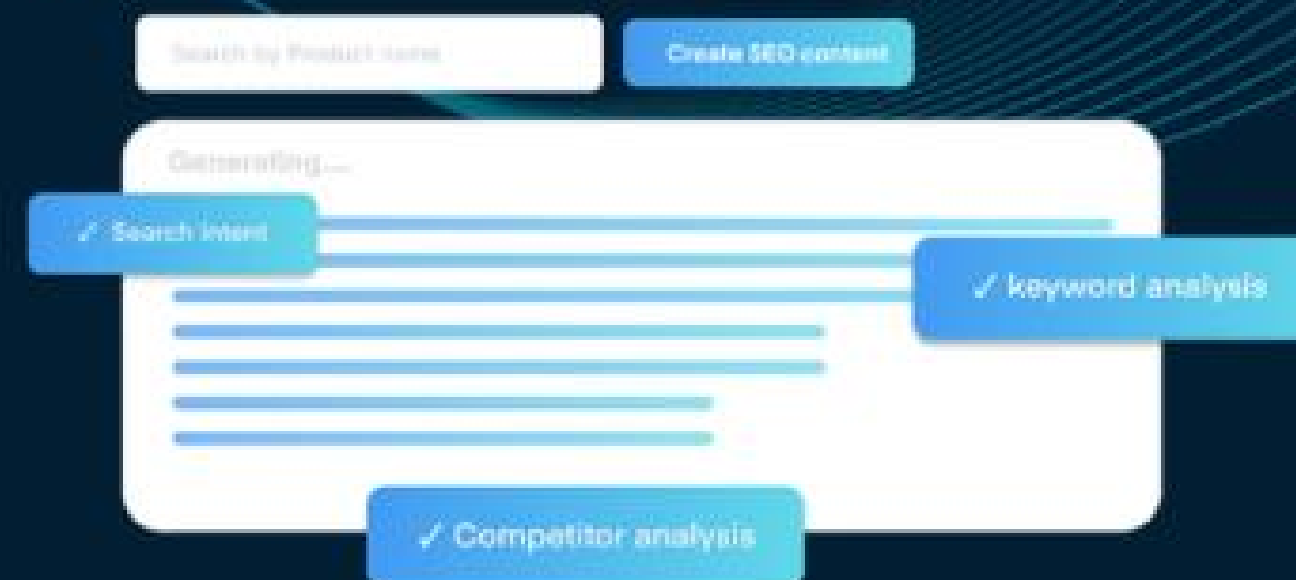 Search by Product name
Create SEO content
Generating...
✓ Search intent
✓ keyword analysis
✓ Competitor analysis